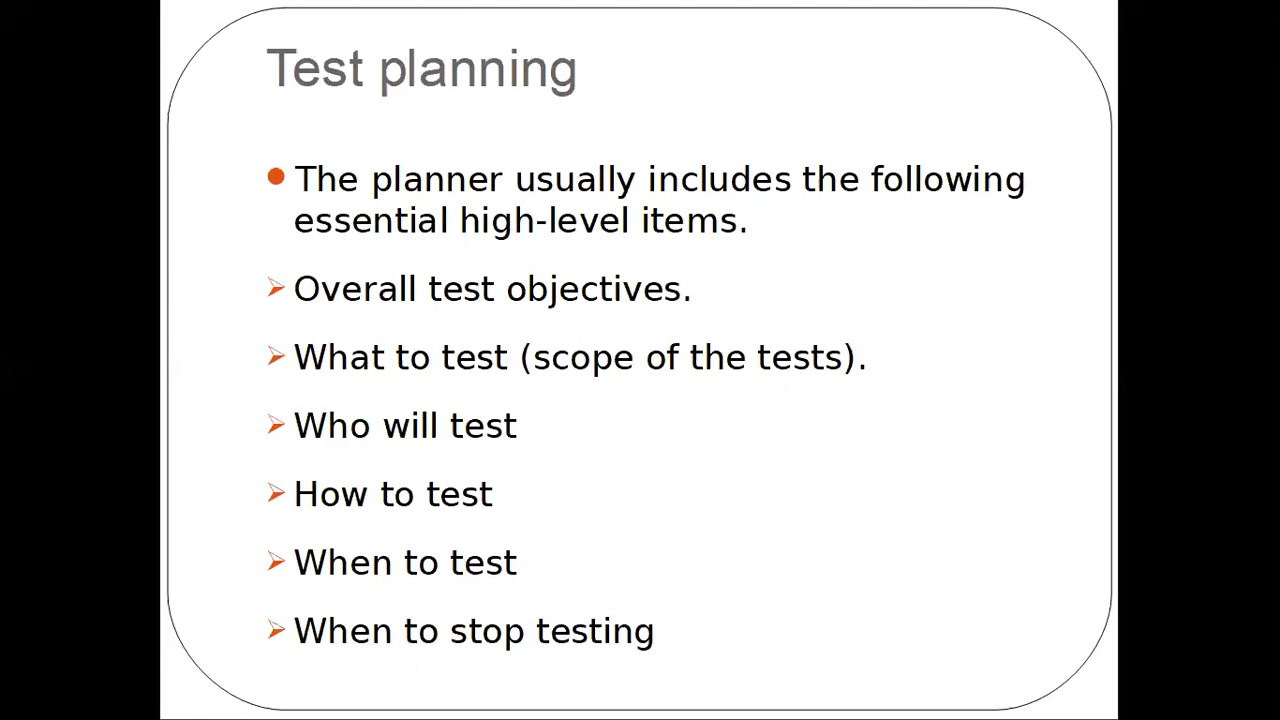 Test planning
The planner usually includes the following
essential high-level items.
Overall test objectives.
What to test (scope of the tests).
Who will test
How to test
When to test
When to stop testing